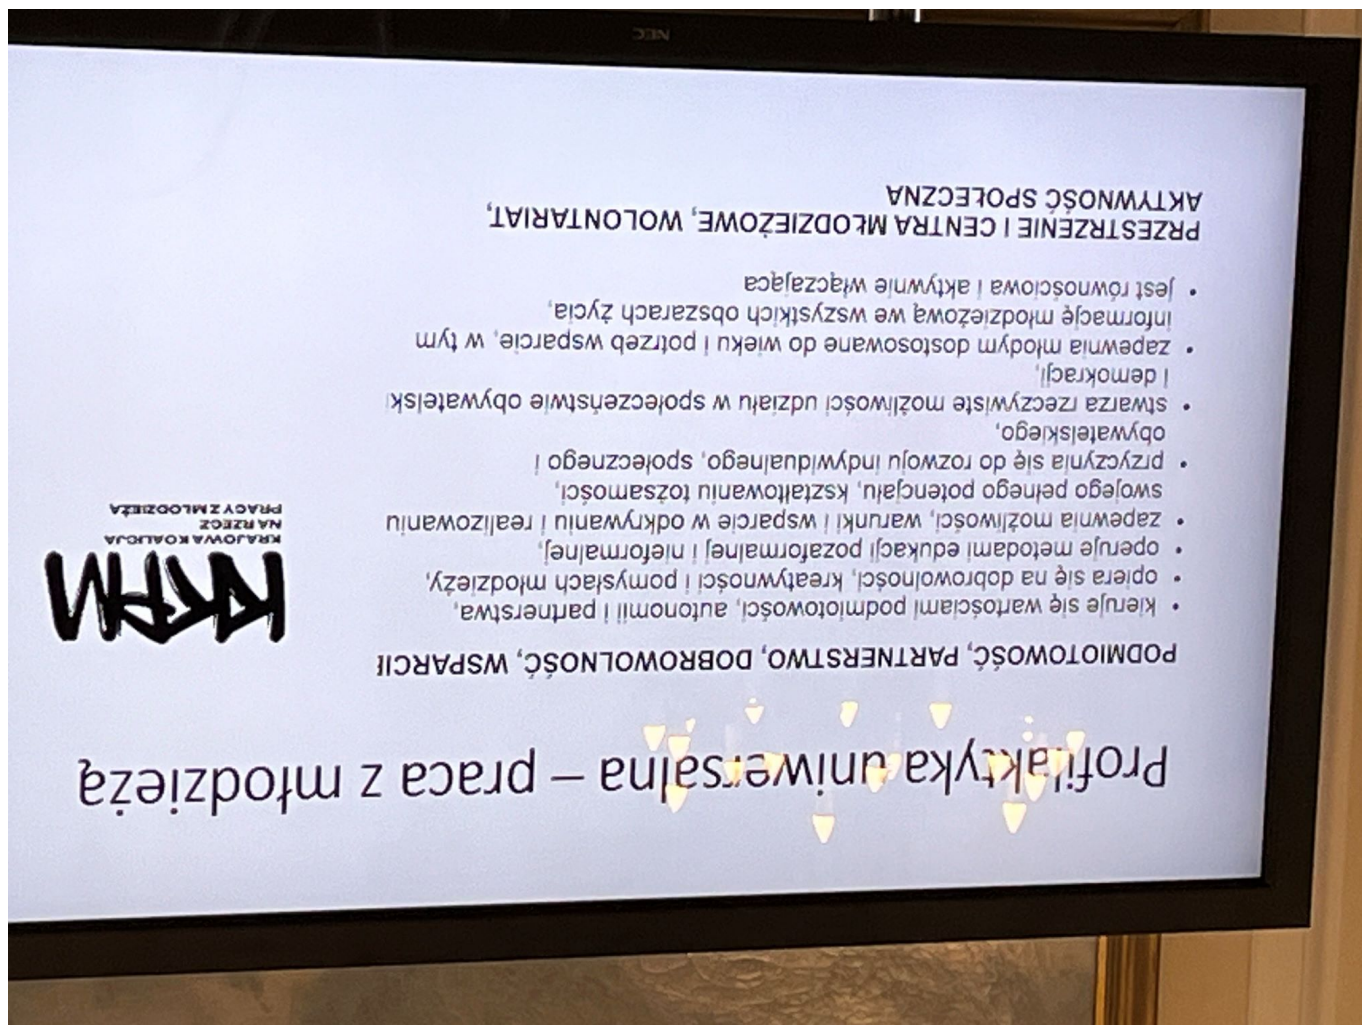 Profilaktyka uniwersalna – praca z młodzieżą
PODMIOTOWOŚĆ, PARTNERSTWO, DOBROWOLNOŚĆ,
• kieruje się wartościami podmiotowości, autonomii i partnerstwa,
• opiera się na dobrowolności, kreatywności i pomysłach młodzieży,
• operuje metodami edukacji pozaformalnej i nieformalnej,
• zapewnia możliwości, warunki i wsparcie w odkrywaniu i realizowaniu
swojego pełnego potencjału, kształtowaniu tożsamości,
• przyczynia się do rozwoju indywidualnego, społecznego i
obywatelskiego,
• stwarza rzeczywiste możliwości udziału w społeczeństwie
i demokracji,
• zapewnia młodym dostosowane do wieku i potrzeb wsparcie, w tym
informację młodzieżową we wszystkich obszarach życia,
• jest równościowa i aktywnie włączająca
PRZESTRZENIE I CENTRA MŁODZIEŻOWE, WOLONTARIAT,
AKTYWNOŚĆ SPOŁECZNA
KRAJOWA KOALICJA
NA RZECZ
PRACY Z MŁODZIEŻĄ
NEC